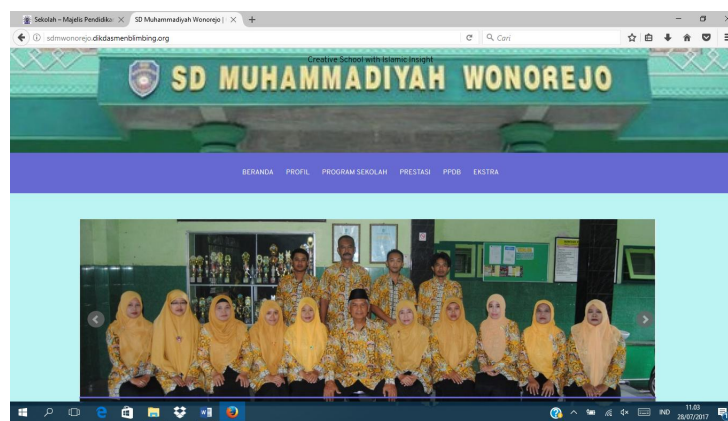 Sekolah – Majelis Pendidika
SD Muhammadiyah Wonorejo |
sdmwonorejo.dikdasmenblimbing.org
Cari
Creative School with Islamic Insight
SD MUHAMMADIYAH WONOREJO
BERANDA PROFIL PROGRAM SEKOLAH PRESTASI PPDB EKSTRA
IND
11.03
28/07/2017